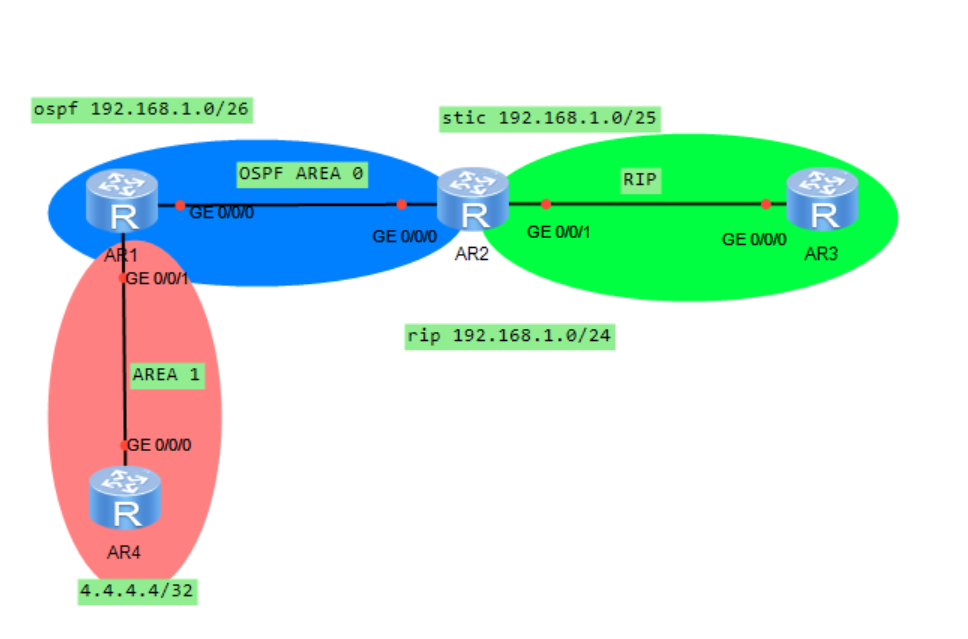 ospf 192.168.1.0/26
stic 192.168.1.0/25
OSPF AREA 0
RIP
R
R
R
GE 0/0/0
GE 0/0/0
GE 0/0/1
GE 0/0/0
AR1
AR2
AR3
GE 0/0/1
rip 192.168.1.0/24
AREA 1
GE 0/0/0
R
AR4
4.4.4.4/32